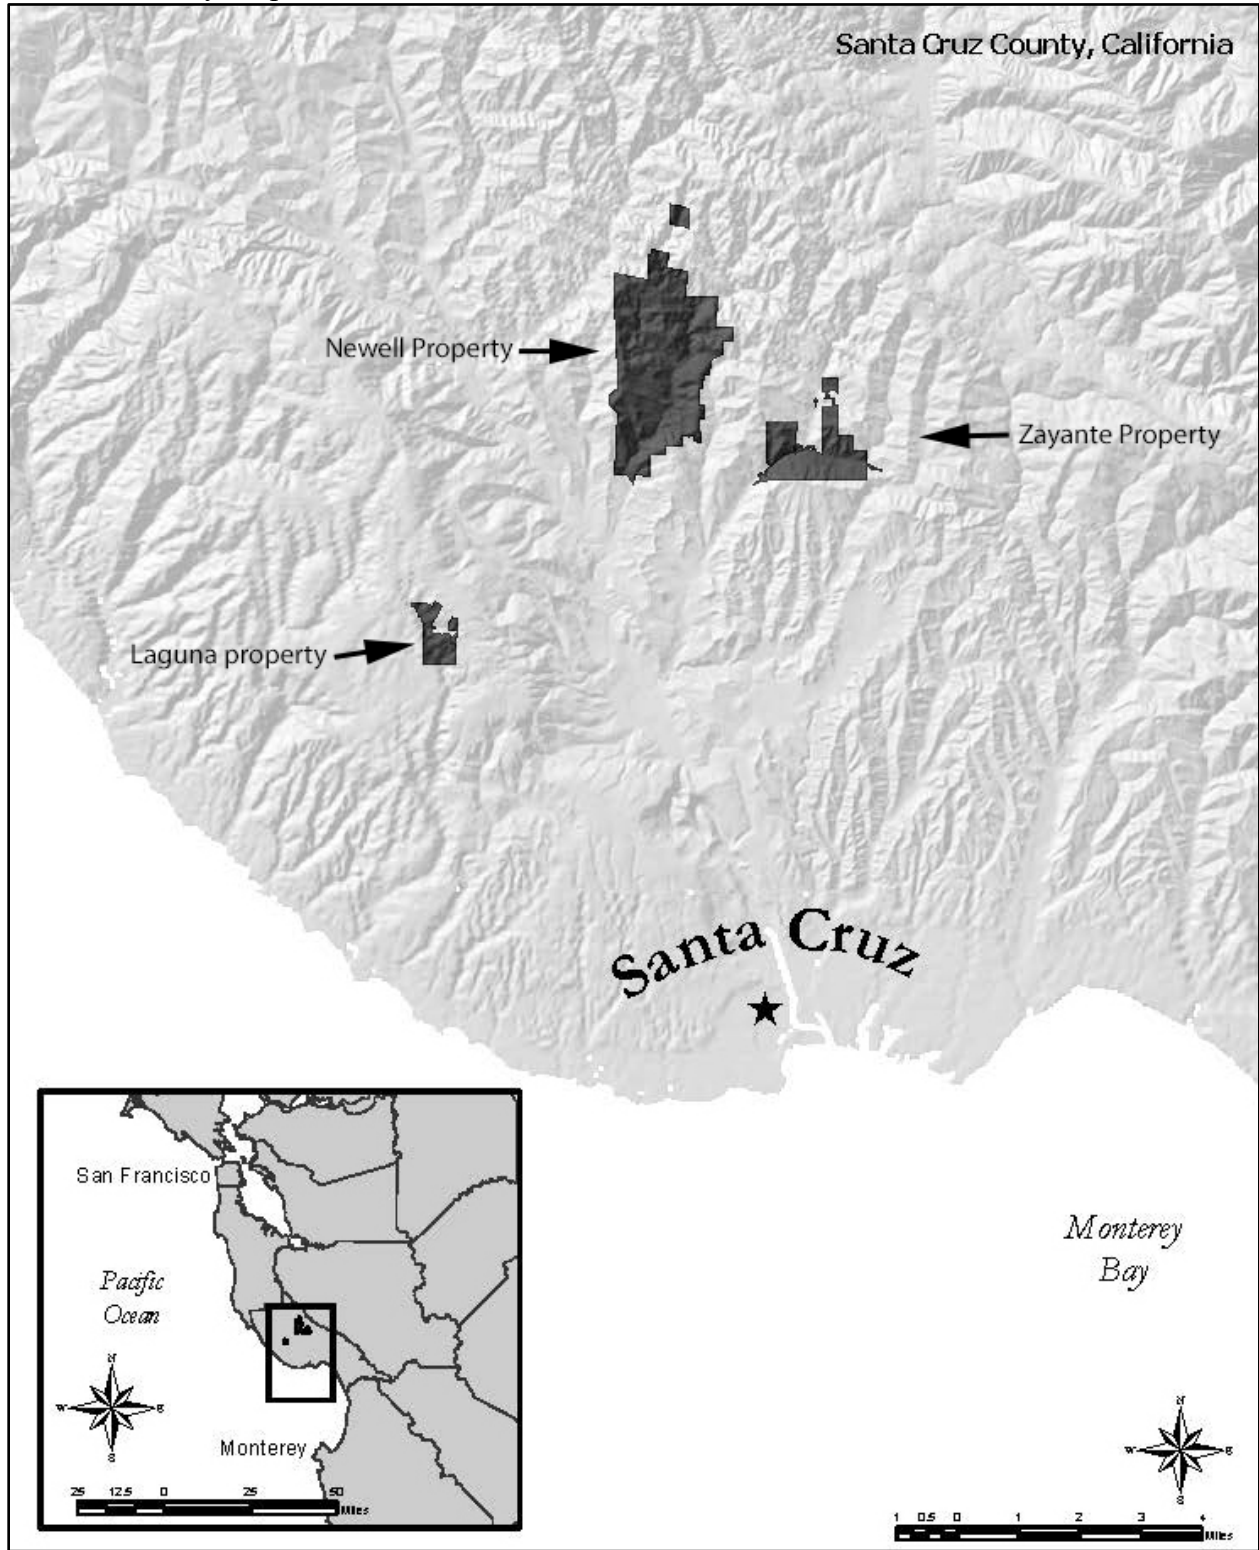 Santa Cruz County, California
Newell Property
Zayante Property
Laguna property
Santa Cruz
San Francisco
Pacific
Ocean
Monterey
Bay
N
W E
S
Monterey
25 12.5 0 25 50
Miles
N
W E
S
1 0.5 0 1 2 3 4
Miles